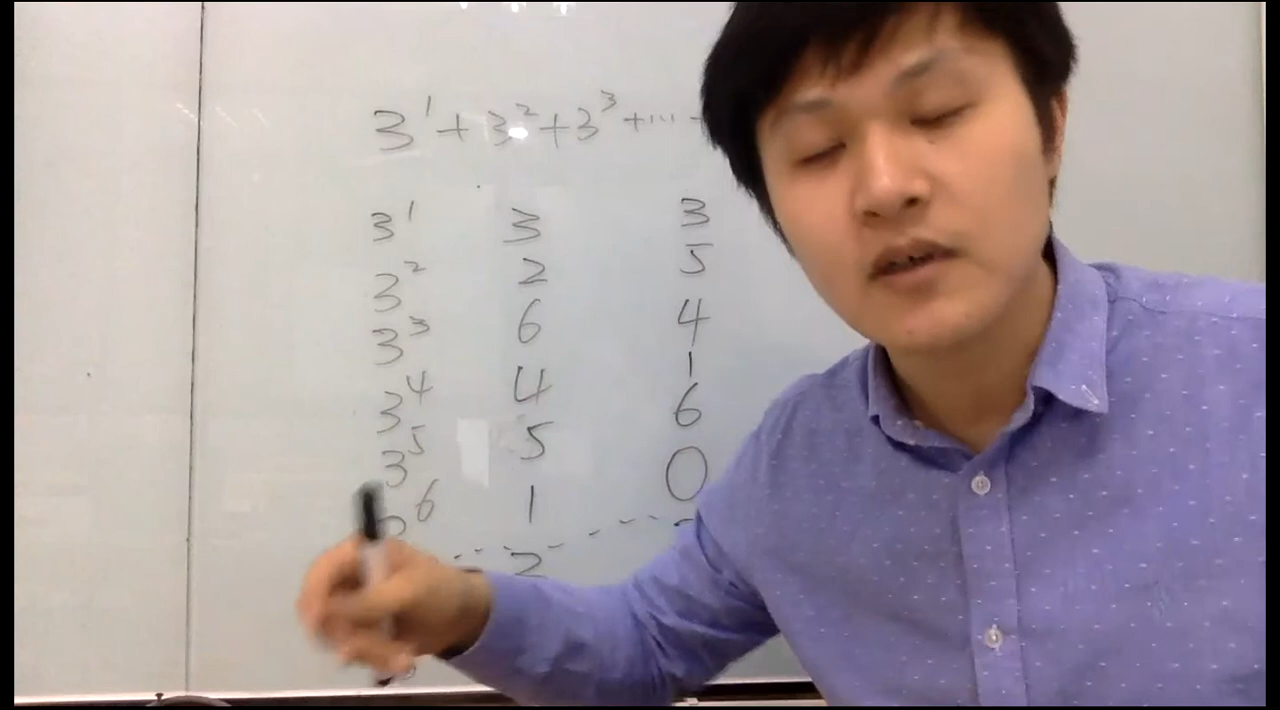 3¹ + 3² + 3³ + ... +
3¹ 3 3
3² 2 5
3³ 6 4
3⁴ 4 1
3⁵ 5 6
6 1 0